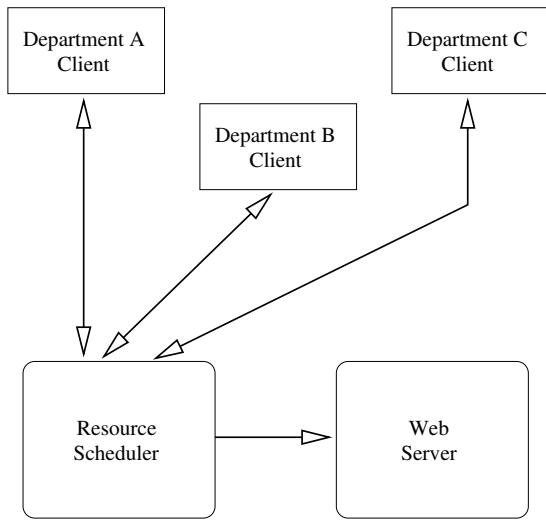 Department A
Client
Department C
Client
Department B
Client
Resource
Scheduler
Web
Server